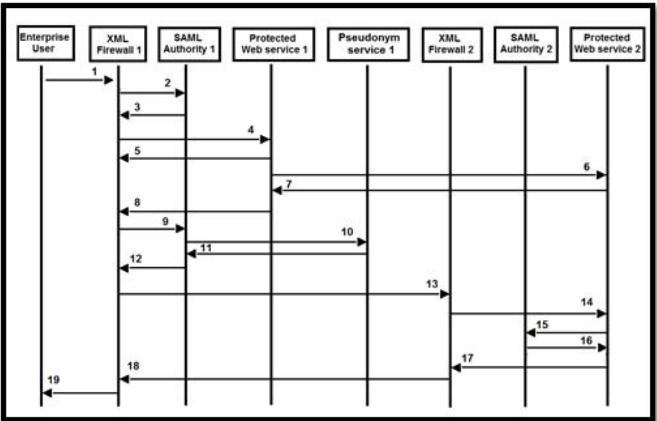 Enterprise
User
XML
Firewall 1
SAML
Authority 1
Protected
Web service 1
Pseudonym
service 1
XML
Firewall 2
SAML
Authority 2
Protected
Web service 2
1
2
3
4
5
6
7
8
9
10
11
12
13
14
15
16
17
18
19